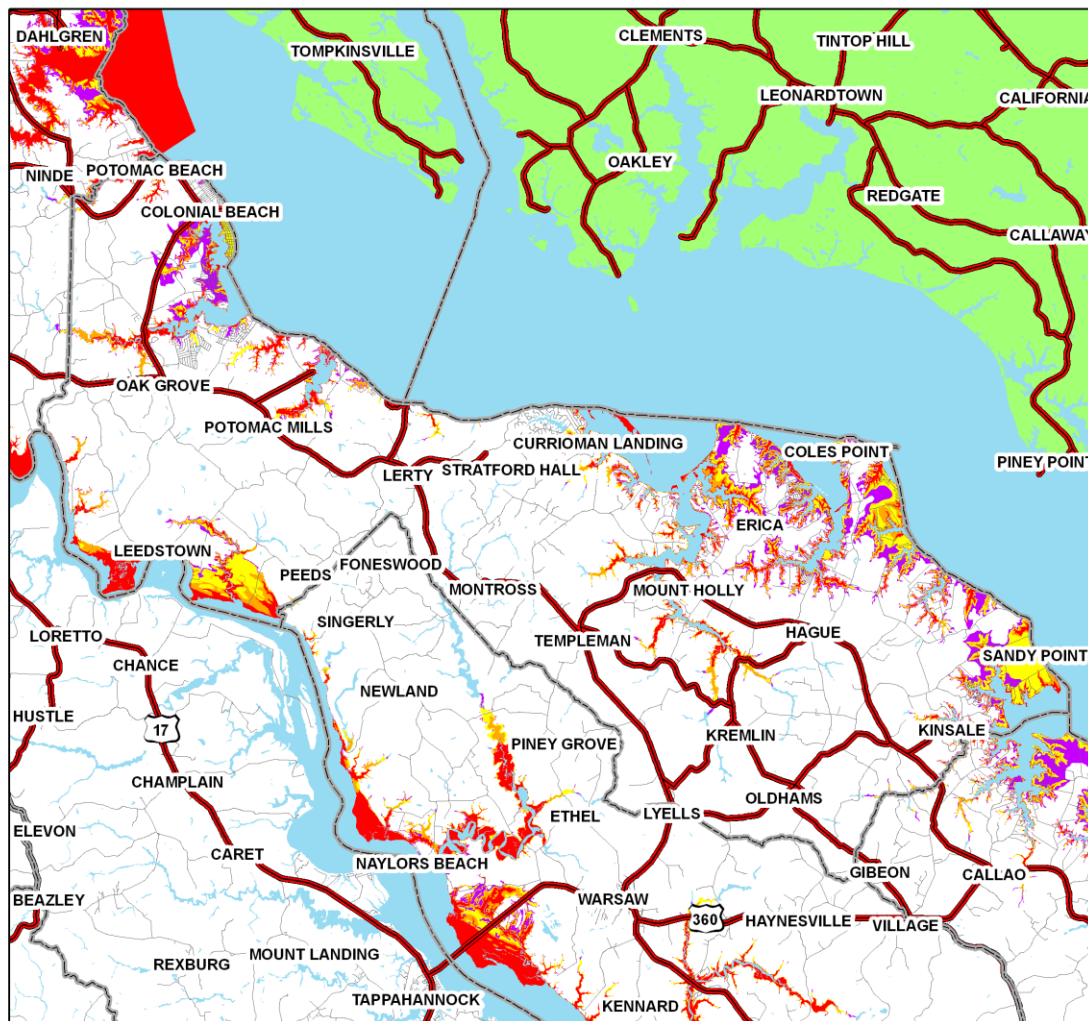 DAHLGREN
TOMPKINSVILLE
CLEMENTS
TINTOP HILL
LEONARDTOWN
CALIFORNIA
OAKLEY
NINDE
POTOMAC BEACH
REDGATE
COLONIAL BEACH
CALLAWAY
OAK GROVE
POTOMAC MILLS
CURRIOMAN LANDING
COLES POINT
PINEY POINT
LERTY
STRATFORD HALL
ERICA
LEEDSTOWN
FONESWOOD
PEEDS
MONTROSS
MOUNT HOLLY
SINGERLY
LORETTO
TEMPLEMAN
HAGUE
CHANCE
SANDY POINT
NEWLAND
HUSTLE
17
PINEY GROVE
KREMLIN
KINSALE
CHAMPLAIN
OLDHAMS
ETHEL
LYELLS
ELEVON
CARET
NAYLORS BEACH
GIBEON
CALLAO
BEAZLEY
WARSAW
360
HAYNESVILLE
VILLAGE
MOUNT LANDING
REXBURG
TAPPAHANNOCK
KENNARD